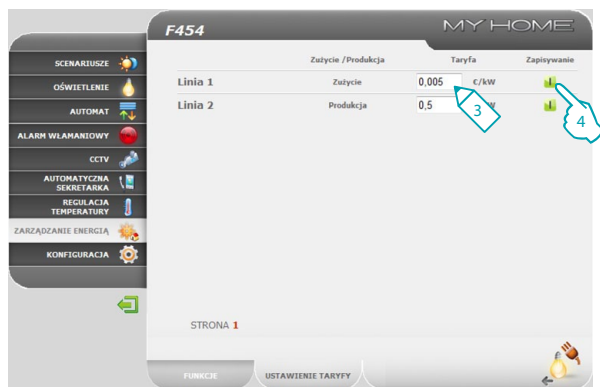 F454
MY HOME
SCENARIUSZE
OŚWIETLENIE
AUTOMAT
ALARM WŁAMANIOWY
CCTV
AUTOMATYCZNA
SEKRETARKA
REGULACJA
TEMPERATURY
ZARZĄDZANIE ENERGIĄ
KONFIGURACJA
Zużycie /Produkcja Taryfa Zapisywanie
Linia 1 Zużycie 0,005 €/kW
Linia 2 Produkcja 0,5
3
4
STRONA 1
FUNKCJE USTAWIENIE TARYFY